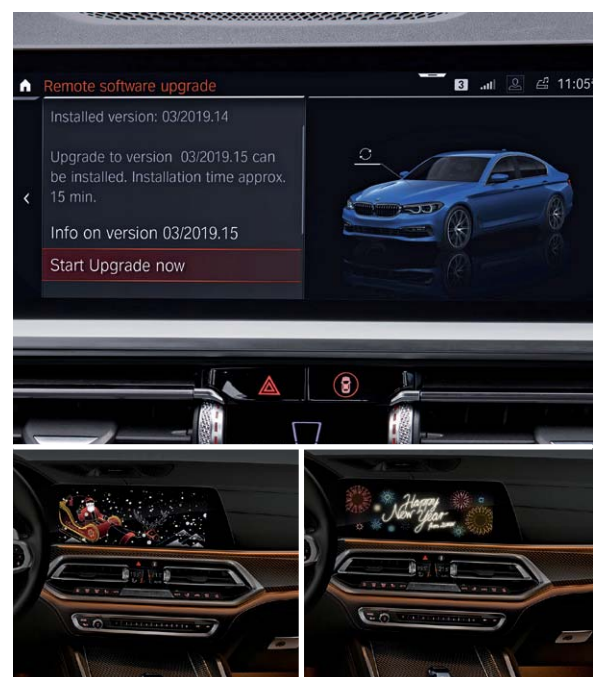 Remote software upgrade
3
11:05
Installed version: 03/2019.14
Upgrade to version 03/2019.15 can
be installed. Installation time approx.
15 min.
Info on version 03/2019.15
Start Upgrade now
Happy
New Year